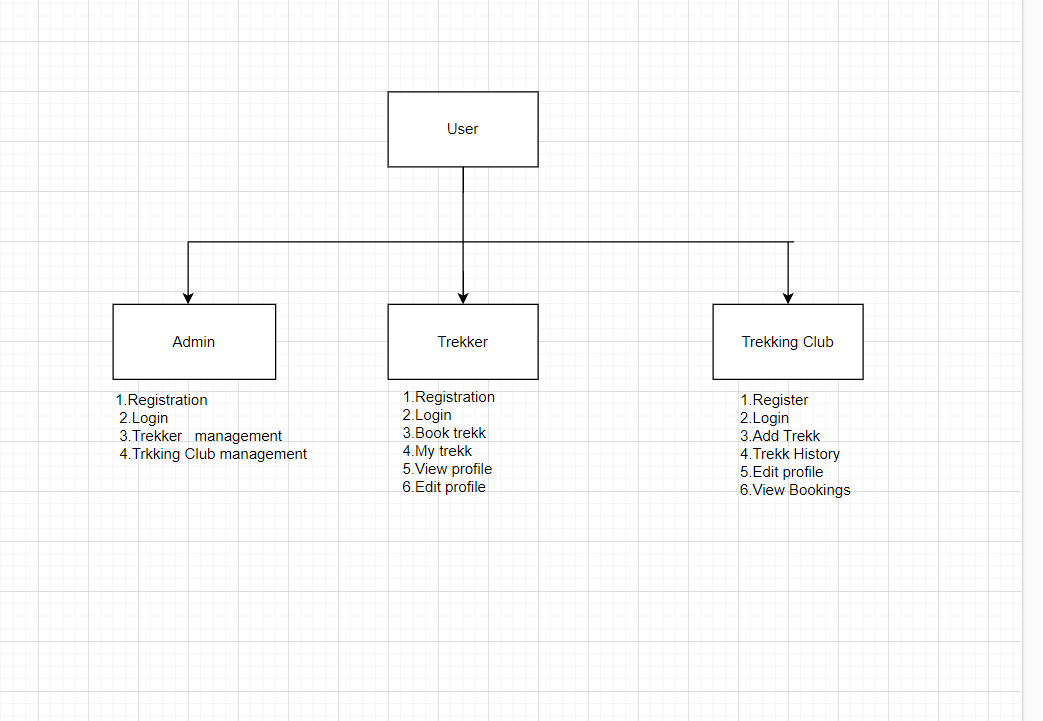 User
Admin
Trekker
Trekking Club
1.Registration
2.Login
3.Trekker management
4.Trkking Club management
1.Registration
2.Login
3.Book trekk
4.My trekk
5.View profile
6.Edit profile
1.Register
2.Login
3.Add Trekk
4.Trekk History
5.Edit profile
6.View Bookings